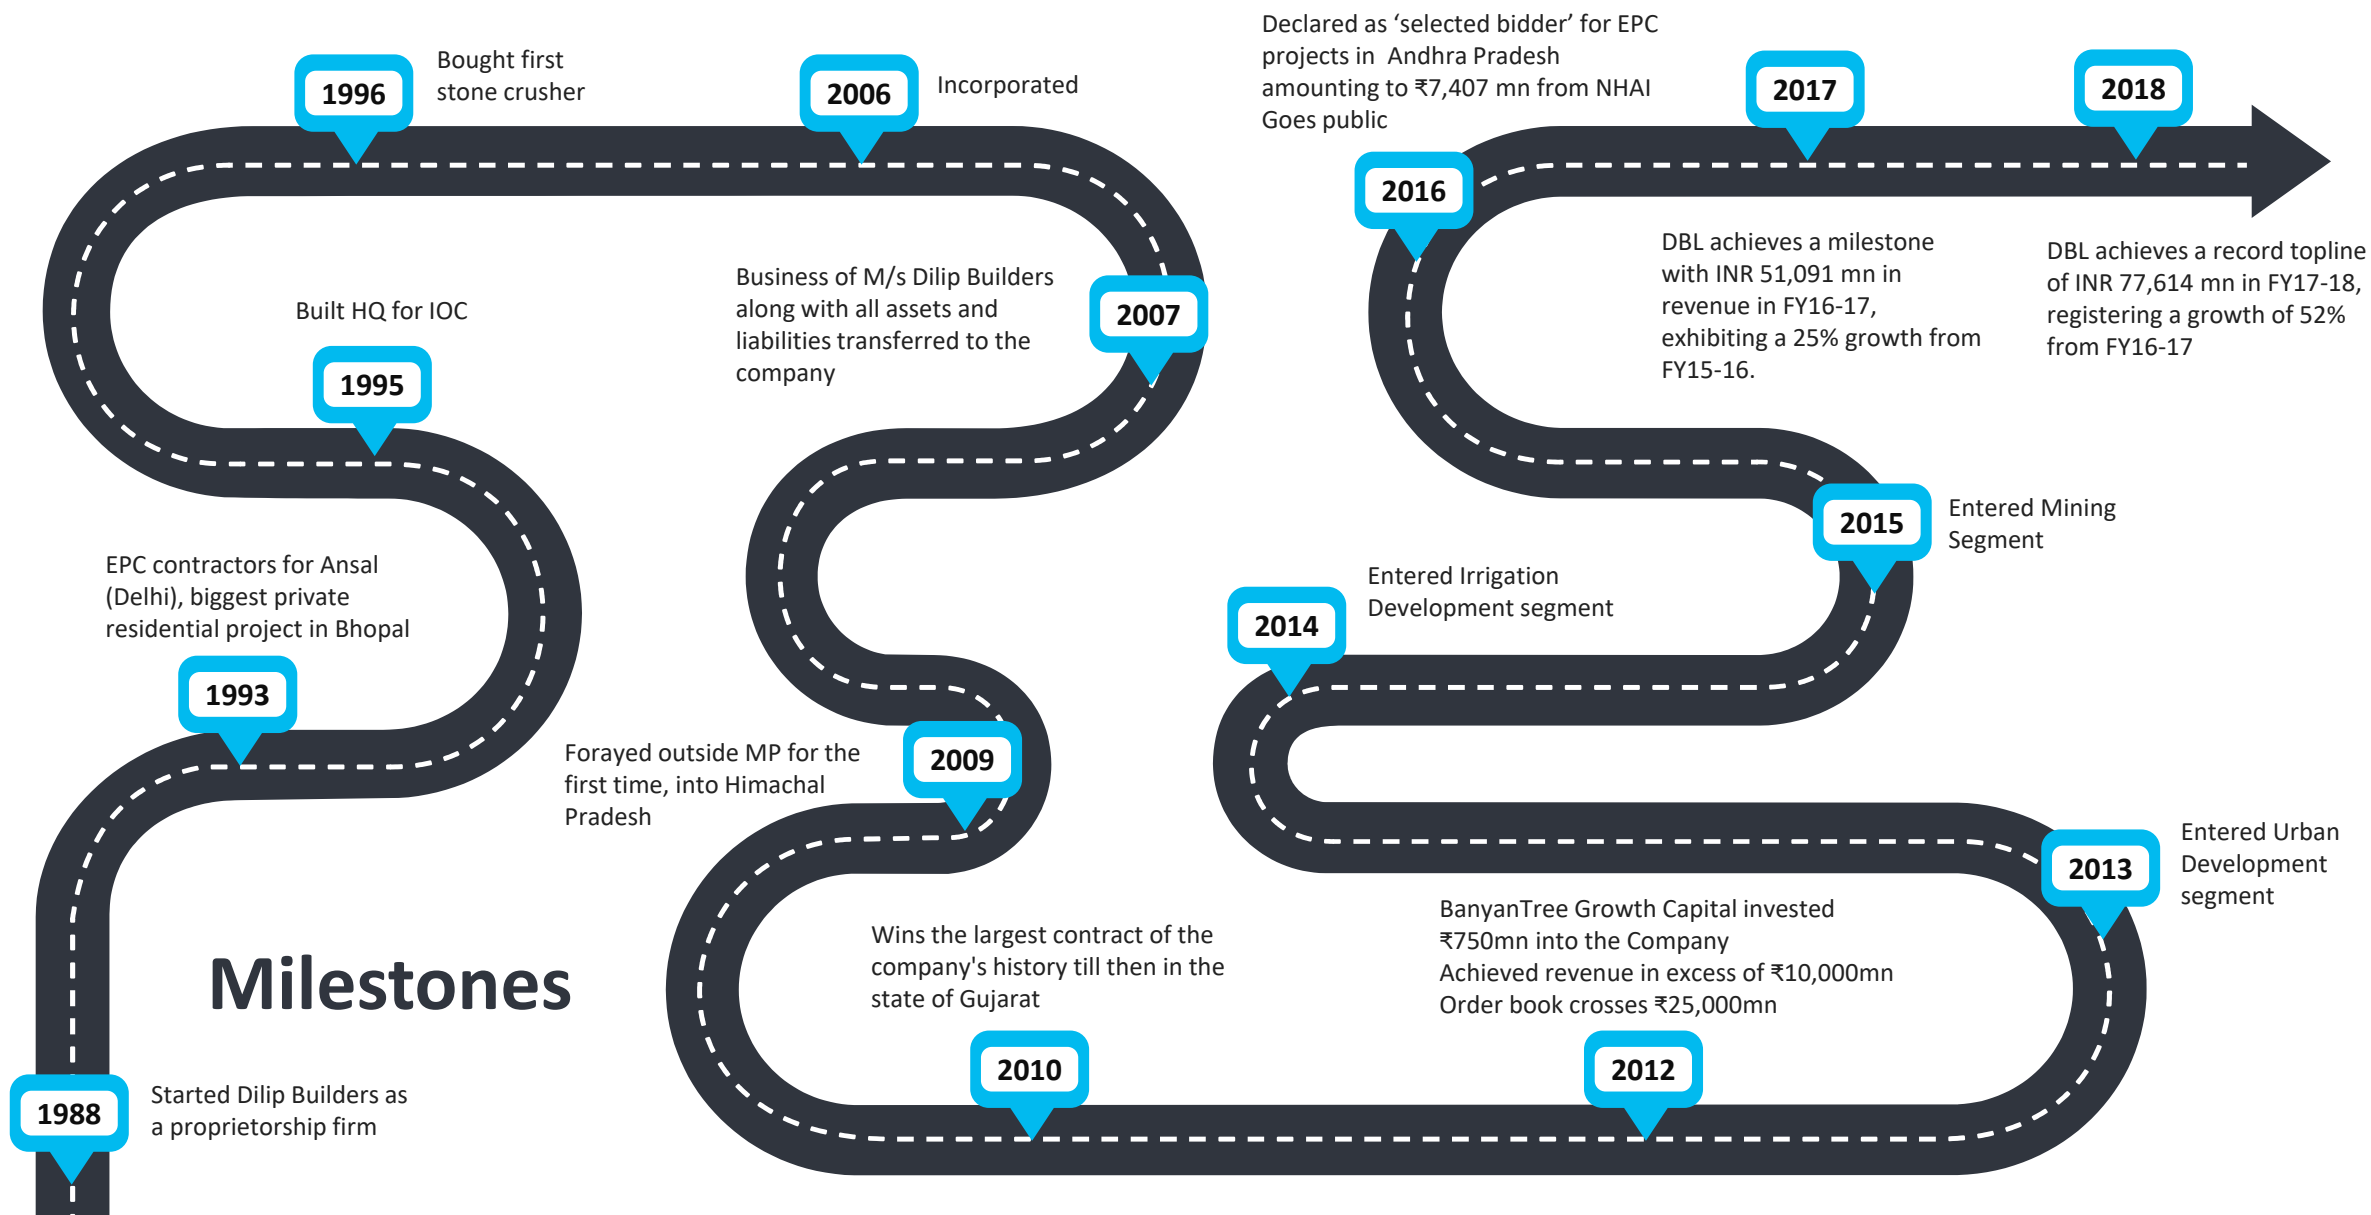 Milestones
1988
Started Dilip Builders as
a proprietorship firm
1993
EPC contractors for Ansal
(Delhi), biggest private
residential project in Bhopal
1995
Built HQ for IOC
1996
Bought first
stone crusher
2006
Incorporated
2007
Business of M/s Dilip Builders
along with all assets and
liabilities transferred to the
company
2009
Forayed outside MP for the
first time, into Himachal
Pradesh
2010
Wins the largest contract of the
company's history till then in the
state of Gujarat
2012
BanyanTree Growth Capital invested
₹750mn into the Company
Achieved revenue in excess of ₹10,000mn
Order book crosses ₹25,000mn
2013
Entered Urban
Development
segment
2014
Entered Irrigation
Development segment
2015
Entered Mining
Segment
2016
Declared as ‘selected bidder’ for EPC
projects in  Andhra Pradesh
amounting to ₹7,407 mn from NHAI
Goes public
2017
DBL achieves a milestone
with INR 51,091 mn in
revenue in FY16-17,
exhibiting a 25% growth from
FY15-16.
2018
DBL achieves a record topline
of INR 77,614 mn in FY17-18,
registering a growth of 52%
from FY16-17